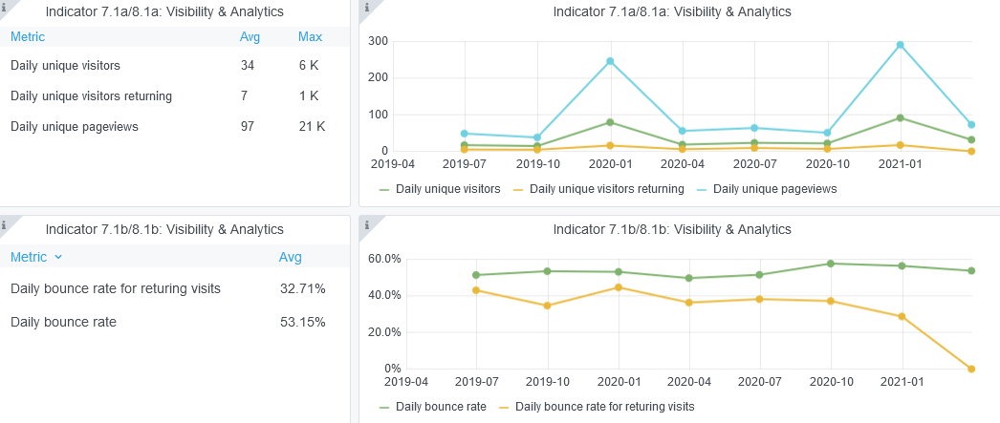 Indicator 7.1a/8.1a: Visibility & Analytics
Metric Avg Max
Daily unique visitors 34 6 K
Daily unique visitors returning 7 1 K
Daily unique pageviews 97 21 K
Indicator 7.1a/8.1a: Visibility & Analytics
300
200
100
0
2019-04 2019-07 2019-10 2020-01 2020-04 2020-07 2020-10 2021-01
Daily unique visitors Daily unique visitors returning Daily unique pageviews
Indicator 7.1b/8.1b: Visibility & Analytics
Metric Avg
Daily bounce rate for returing visits 32.71%
Daily bounce rate 53.15%
Indicator 7.1b/8.1b: Visibility & Analytics
60.0%
40.0%
20.0%
0%
2019-04 2019-07 2019-10 2020-01 2020-04 2020-07 2020-10 2021-01
Daily bounce rate Daily bounce rate for returing visits